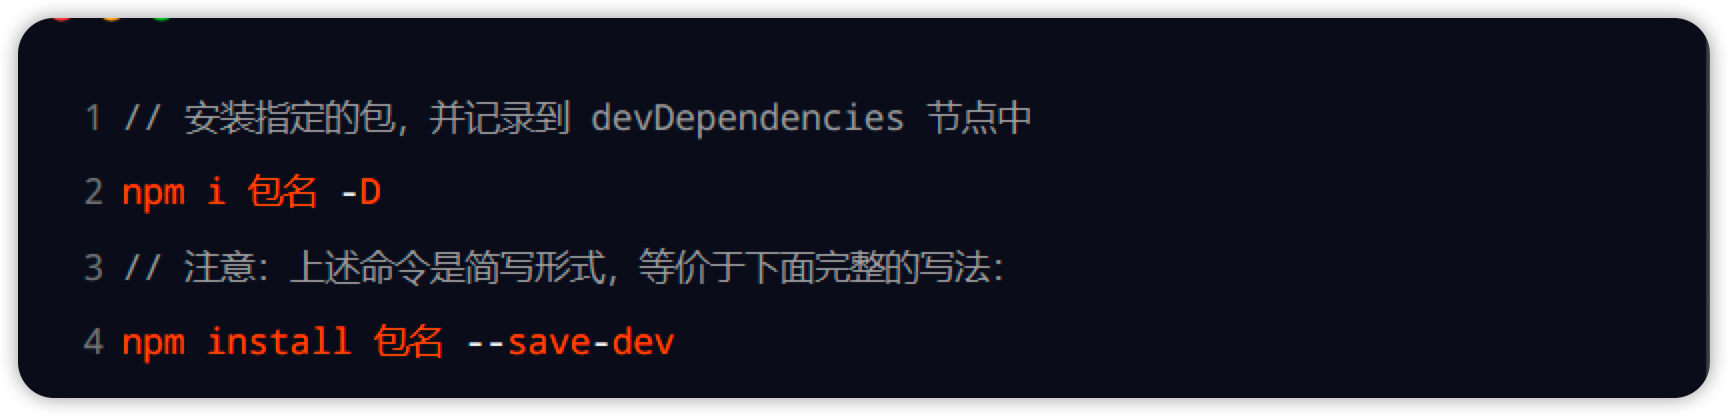 1 // 安装指定的包，并记录到 devDependencies 节点中
2 npm i 包名 -D
3 // 注意：上述命令是简写形式，等价于下面完整的写法：
4 npm install 包名 --save-dev